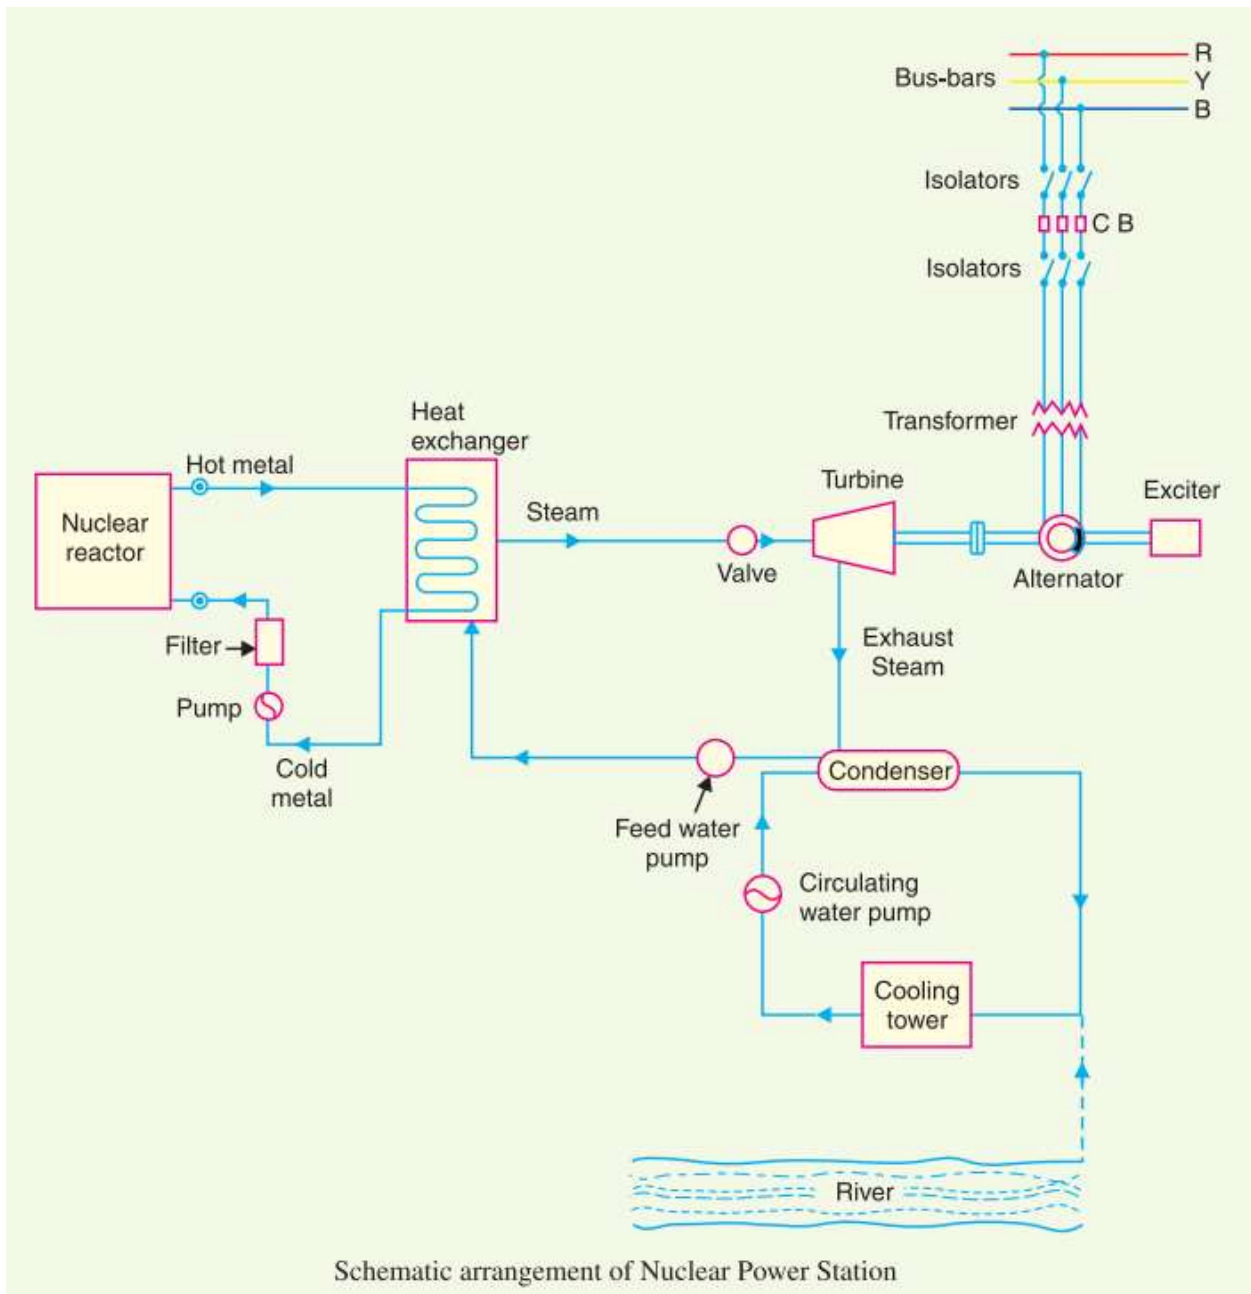 R
Bus-bars
Y
B
Isolators
C B
Isolators
Heat
exchanger
Transformer
Hot metal
Turbine
Exciter
Nuclear
reactor
Steam
Valve
Alternator
Filter
Exhaust
Steam
Pump
Cold
metal
Condenser
Feed water
pump
Circulating
water pump
Cooling
tower
River
Schematic arrangement of Nuclear Power Station